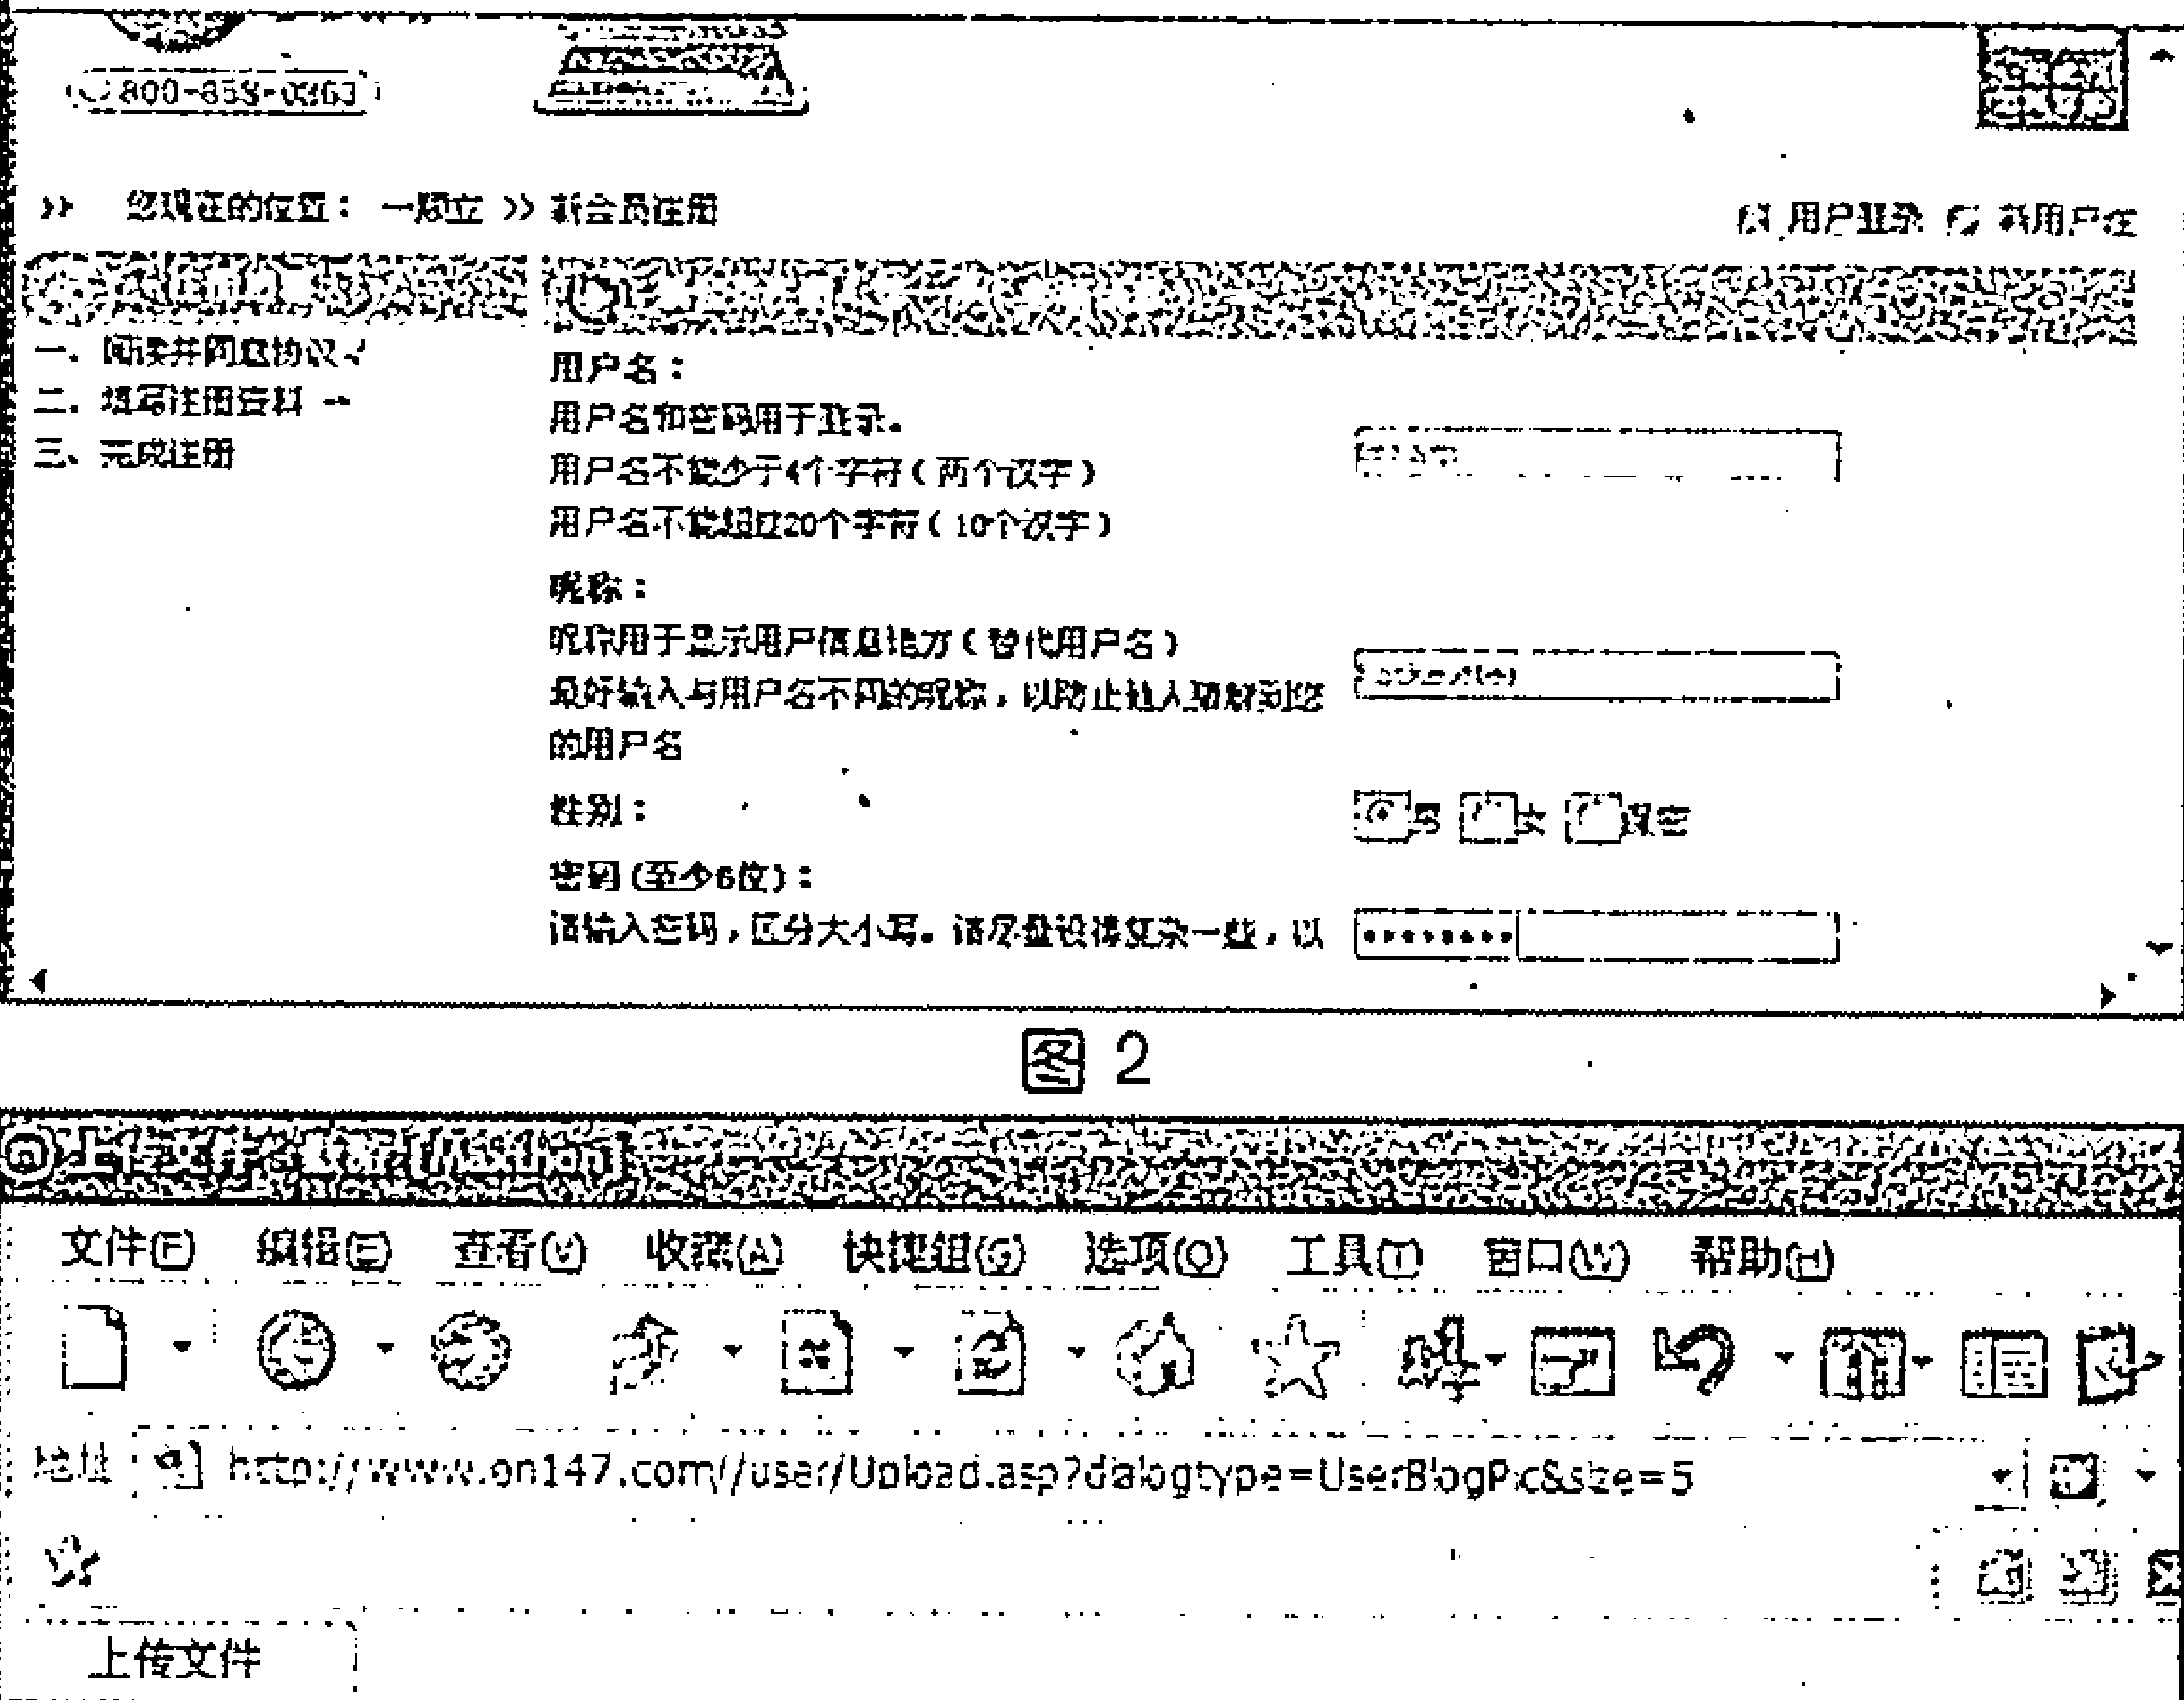 您现在的位置： 一路立 >> 新会员注册
用户登录 新用户注
一、阅读并同意协议√
二、填写注册资料 →
三、完成注册
用户名：
用户名和密码用于登录。
用户名不能少于4个字符（两个汉字）
用户名不能超过20个字符（10个汉字）
昵称：
昵称用于显示用户信息地方（替代用户名）
最好输入与用户名不同的昵称，以防止他人猜解到您
的用户名
性别：
男 女 保密
密码(至少6位)：
请输入密码，区分大小写。请尽量设得复杂一些，以
图 2
上传文件
文件(F) 编辑(E) 查看(V) 收藏(A) 快捷组(G) 选项(O) 工具(T) 窗口(W) 帮助(H)
地址 http://www.on147.com//user/Upload.asp?dialogtype=UserBlogPic&size=5
上传文件